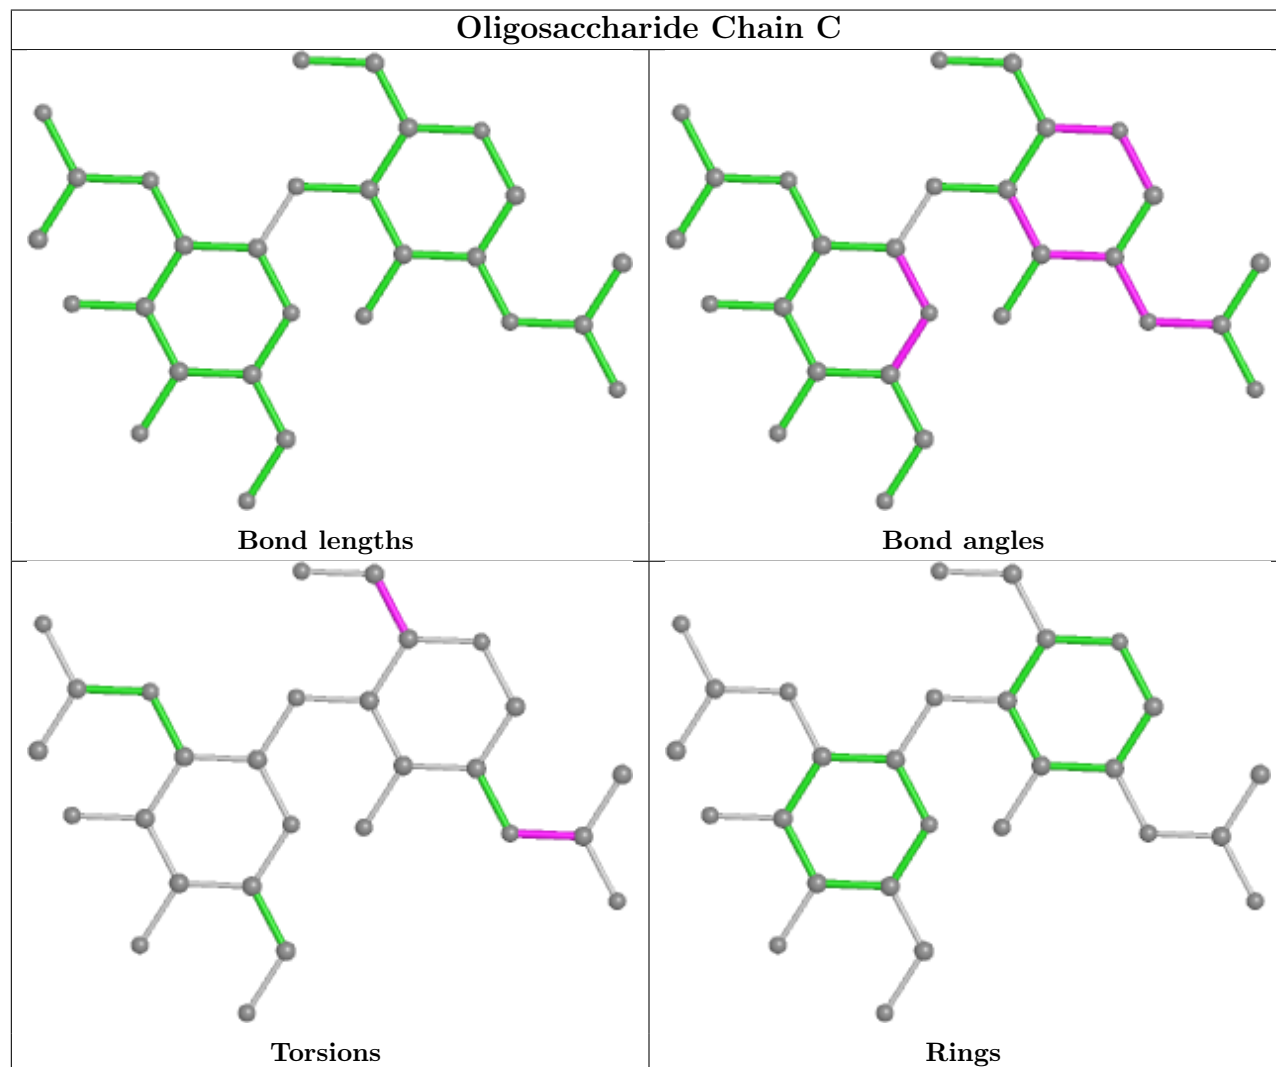 Oligosaccharide Chain C
Bond lengths
Bond angles
Torsions
Rings